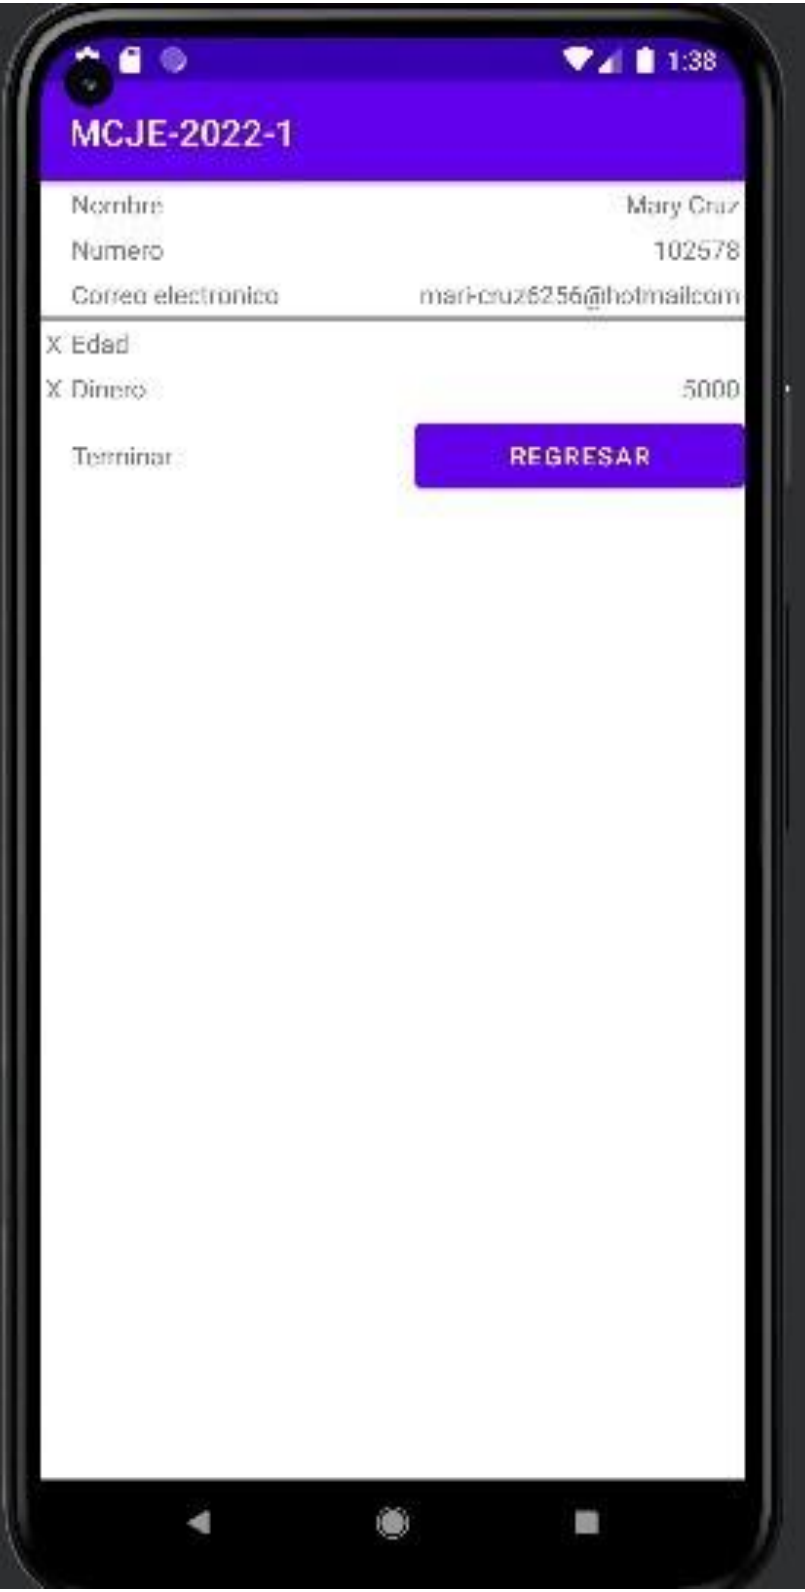 1:38
MCJE-2022-1
Nombre Mary Cruz
Numero 102578
Correo electronico mari-cruz6256@hotmailcom
X Edad
X Dinero 5000
Terminar REGRESAR